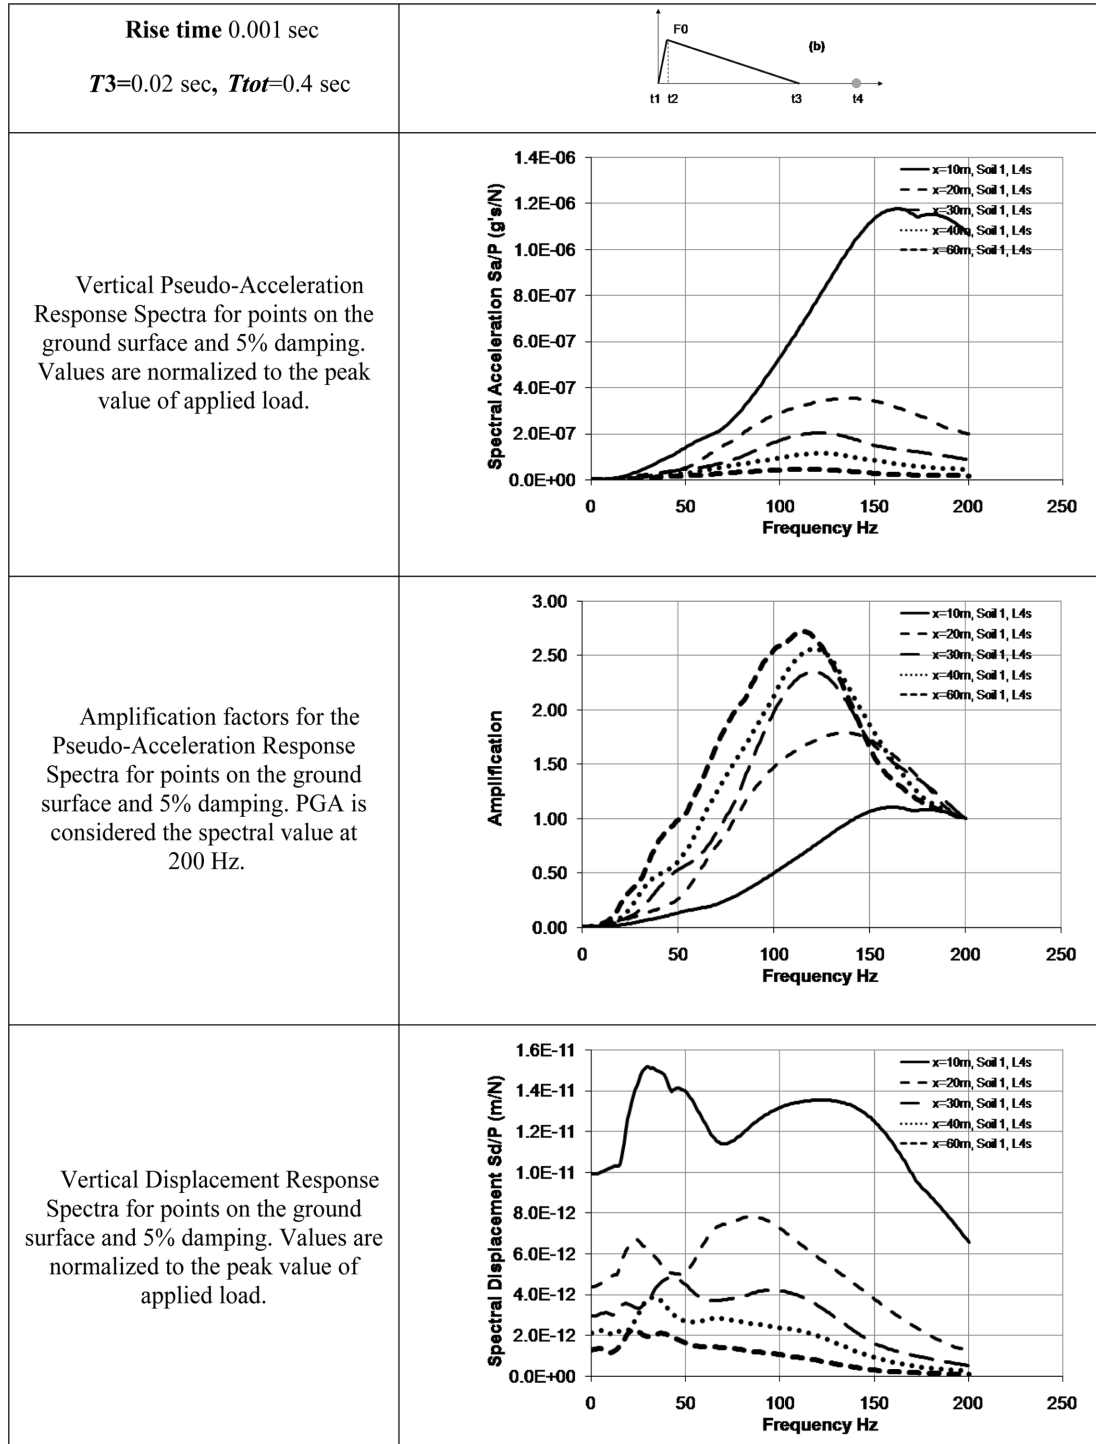 Rise time 0.001 sec
T3=0.02 sec, Ttot=0.4 sec
F0
(b)
t1 t2 t3 t4
Vertical Pseudo-Acceleration
Response Spectra for points on the
ground surface and 5% damping.
Values are normalized to the peak
value of applied load.
Spectral Acceleration Sa/P (g's/N)
1.4E-06
1.2E-06
1.0E-06
8.0E-07
6.0E-07
4.0E-07
2.0E-07
0.0E+00
0 50 100 150 200 250
Frequency Hz
x=10m, Soil 1, L4s
x=20m, Soil 1, L4s
x=30m, Soil 1, L4s
x=40m, Soil 1, L4s
x=60m, Soil 1, L4s
Amplification factors for the
Pseudo-Acceleration Response
Spectra for points on the ground
surface and 5% damping. PGA is
considered the spectral value at
200 Hz.
Amplification
3.00
2.50
2.00
1.50
1.00
0.50
0.00
0 50 100 150 200 250
Frequency Hz
x=10m, Soil 1, L4s
x=20m, Soil 1, L4s
x=30m, Soil 1, L4s
x=40m, Soil 1, L4s
x=60m, Soil 1, L4s
Vertical Displacement Response
Spectra for points on the ground
surface and 5% damping. Values are
normalized to the peak value of
applied load.
Spectral Displacement Sd/P (m/N)
1.6E-11
1.4E-11
1.2E-11
1.0E-11
8.0E-12
6.0E-12
4.0E-12
2.0E-12
0.0E+00
0 50 100 150 200 250
Frequency Hz
x=10m, Soil 1, L4s
x=20m, Soil 1, L4s
x=30m, Soil 1, L4s
x=40m, Soil 1, L4s
x=60m, Soil 1, L4s